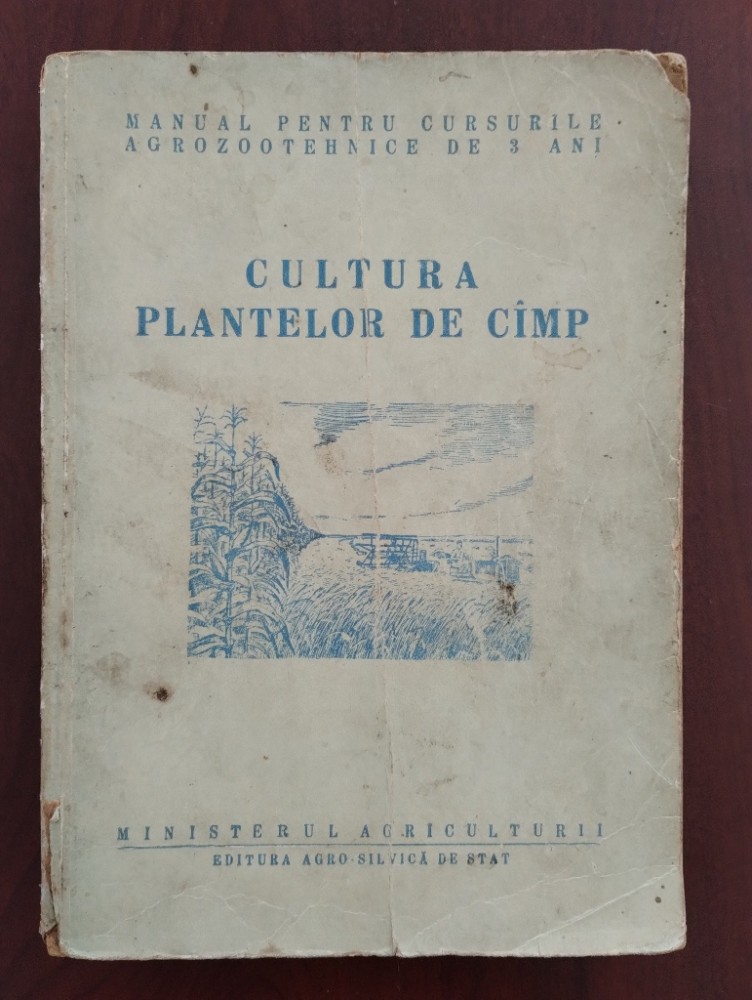 MANUAL PENTRU CURSURILE
AGROZOOTEHNICE DE 3 ANI
CULTURA
PLANTELOR DE CÎMP
MINISTERUL AGRICULTURII
EDITURA AGRO-SILVICĂ DE STAT